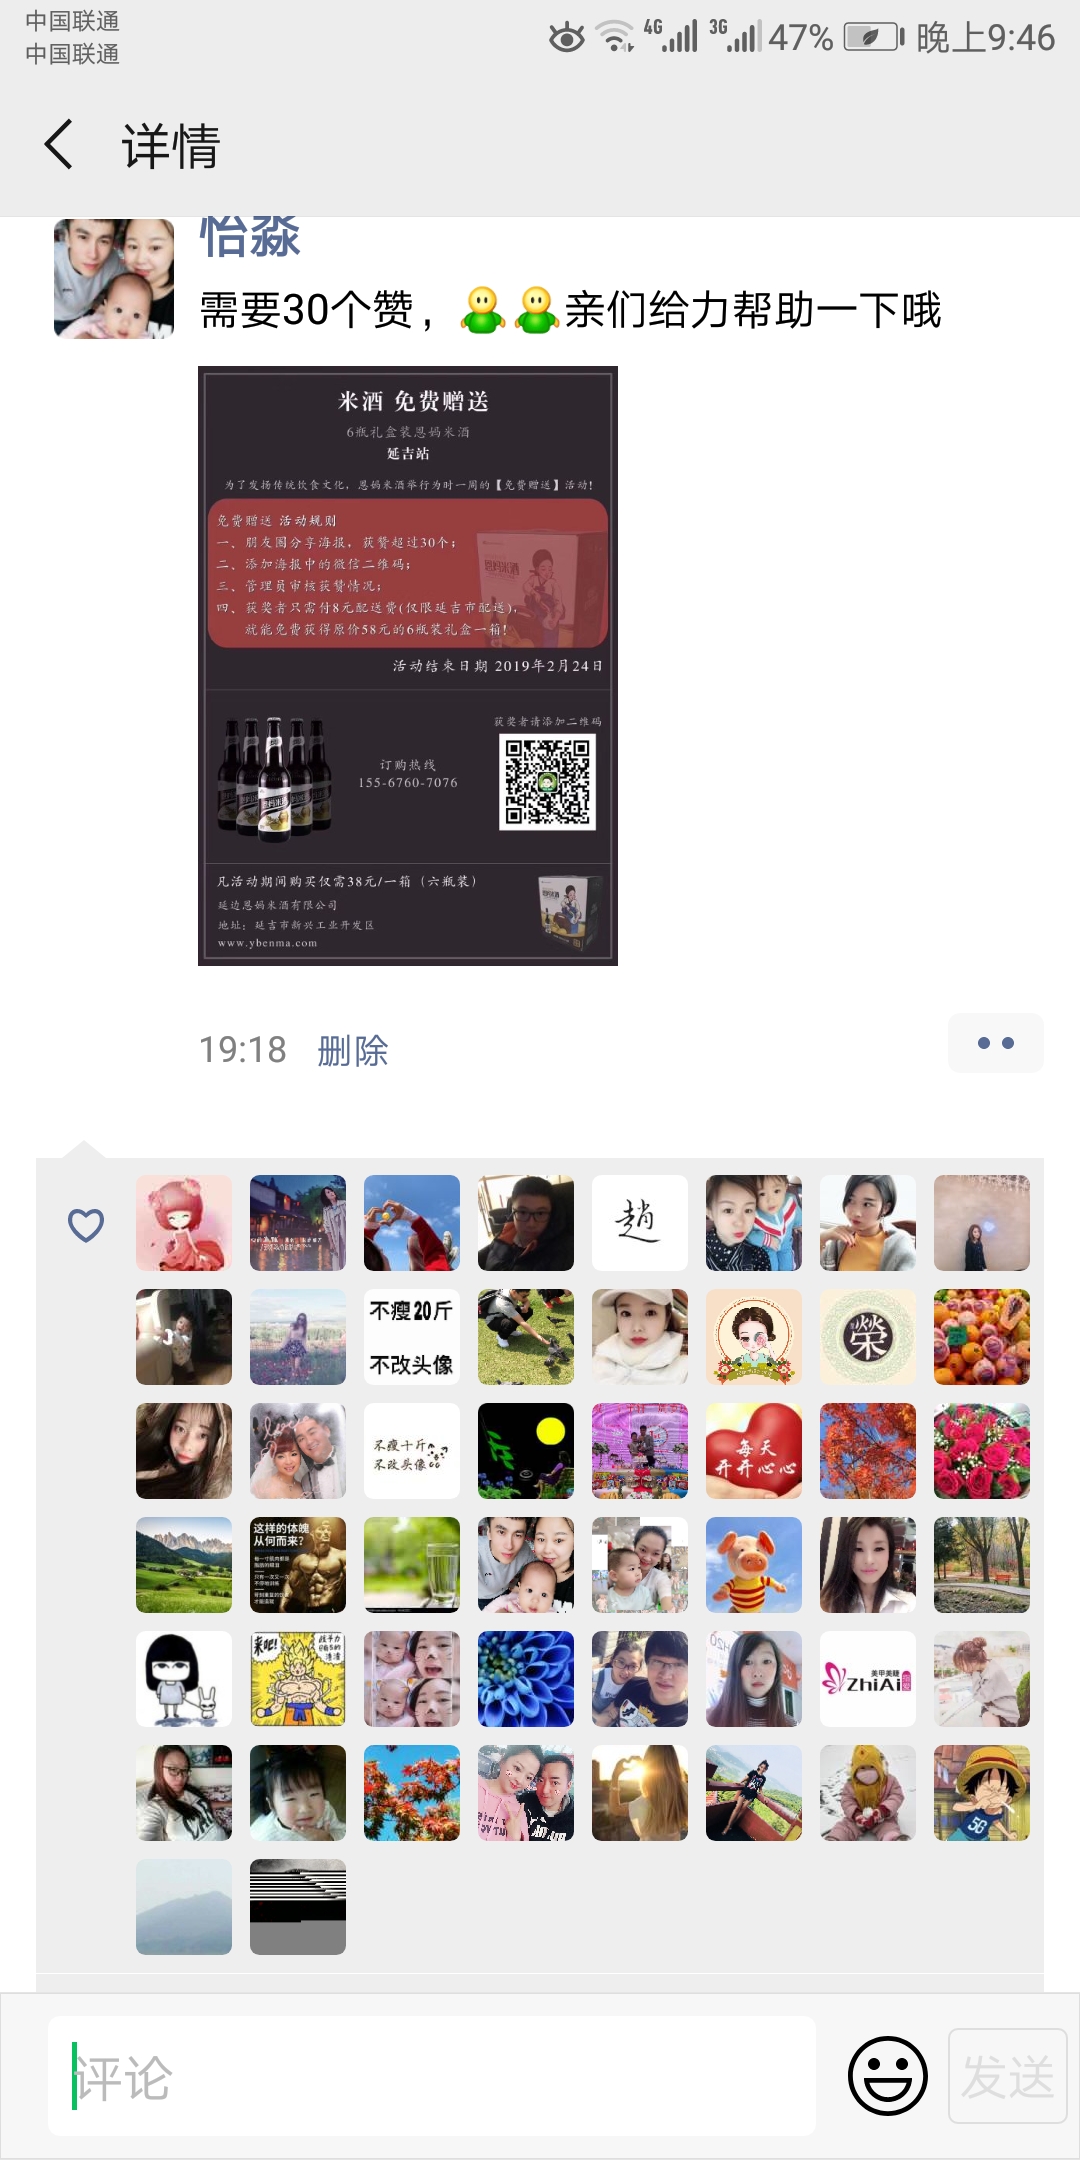 中国联通
中国联通
4G
3G
47%
晚上9:46
详情
怡淼
需要30个赞，亲们给力帮助一下哦
米酒 免费赠送
6瓶礼盒装恩妈米酒
延吉站
为了发扬传统饮食文化，恩妈米酒举行为时一周的【免费赠送】活动!
免费赠送 活动规则
一、朋友圈分享海报，获赞超过30个；
二、添加海报中的微信二维码；
三、管理员审核获赞情况；
四、获奖者只需付8元配送费(仅限延吉市配送)，
就能免费获得原价58元的6瓶装礼盒一箱!
活动结束日期 2019年2月24日
获奖者请添加二维码
订购热线
155-6760-7076
凡活动期间购买仅需38元/一箱（六瓶装）
延边恩妈米酒有限公司
地址：延吉市新兴工业开发区
www.ybenma.com
19:18 删除
趙
不瘦20斤
不改头像
榮
不瘦十斤
不改头像
每天
开开心心
这样的体魄
从何而来?
来吧!
美甲美睫
ZhiAi
56
评论
发送